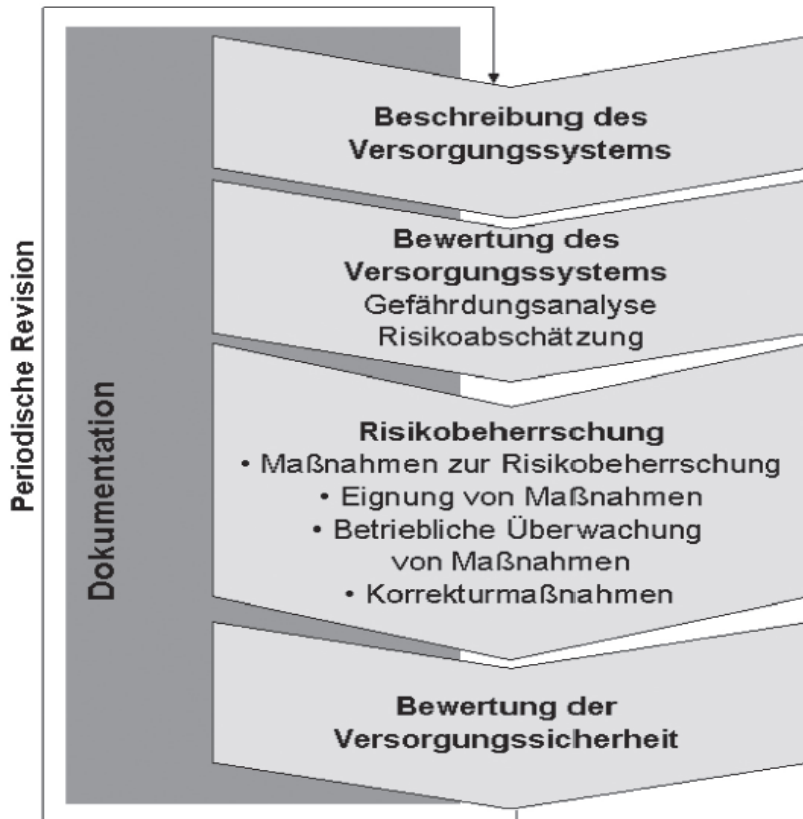 Beschreibung des
Versorgungssystems
Bewertung des
Versorgungssystems
Gefährdungsanalyse
Risikoabschätzung
Risikobeherrschung
• Maßnahmen zur Risikobeherrschung
• Eignung von Maßnahmen
• Betriebliche Überwachung
von Maßnahmen
• Korrekturmaßnahmen
Bewertung der
Versorgungssicherheit
Dokumentation
Periodische Revision